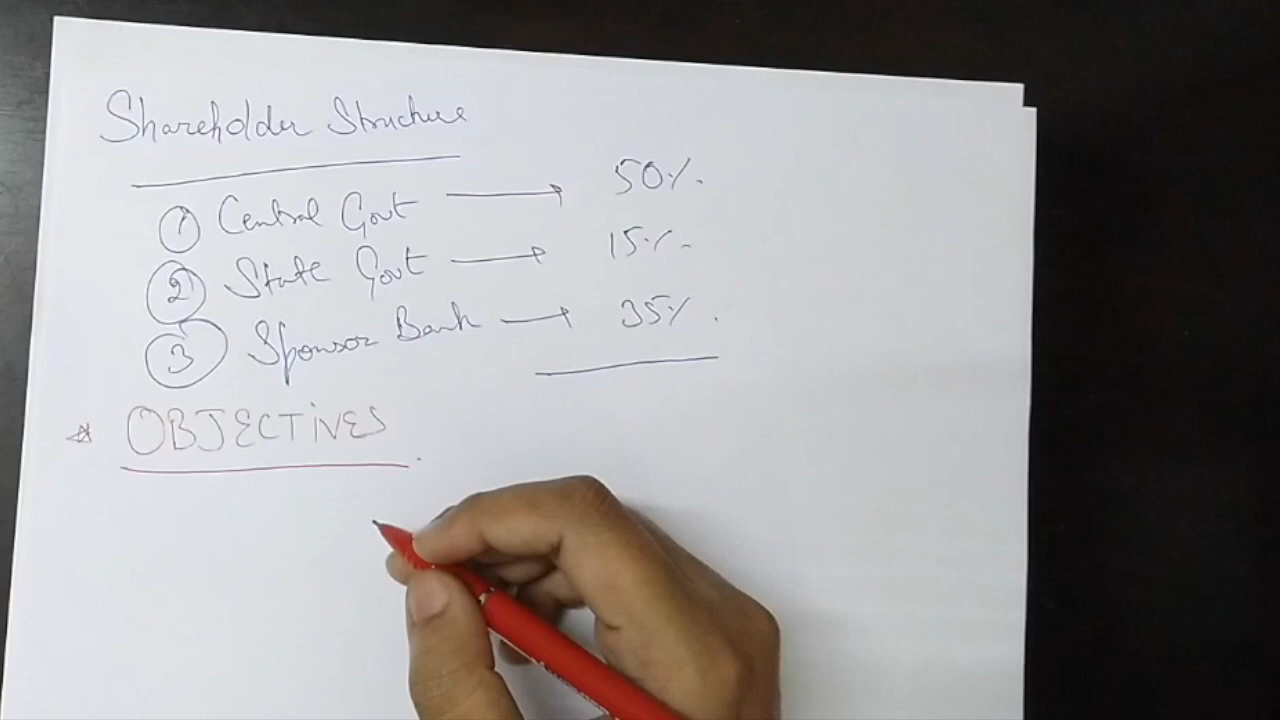 Shareholder Structure
① Central Govt → 50%.
② State Govt → 15%.
③ Sponsor Bank → 35%.
* OBJECTiVES